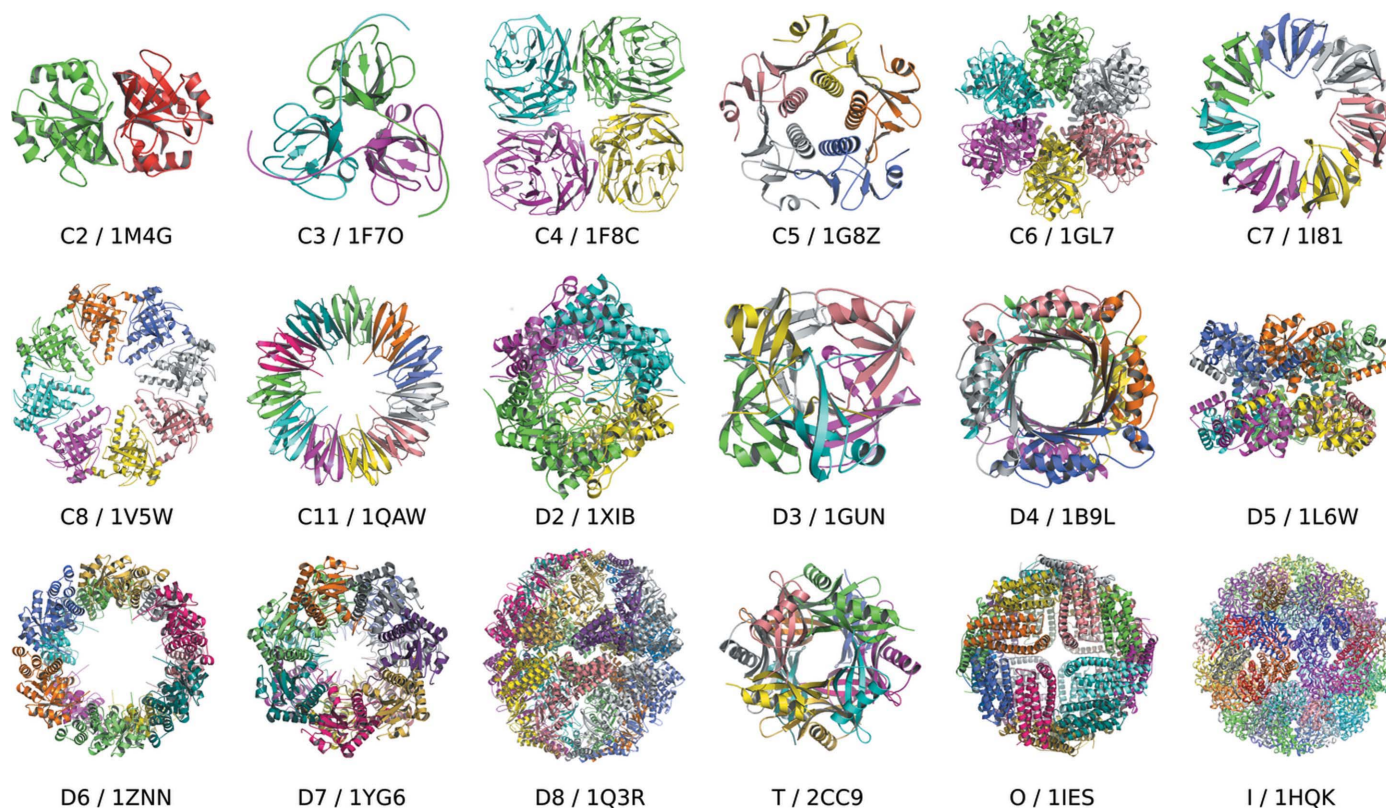 C2 / 1M4G
C3 / 1F7O
C4 / 1F8C
C5 / 1G8Z
C6 / 1GL7
C7 / 1I81
C8 / 1V5W
C11 / 1QAW
D2 / 1XIB
D3 / 1GUN
D4 / 1B9L
D5 / 1L6W
D6 / 1ZNN
D7 / 1YG6
D8 / 1Q3R
T / 2CC9
O / 1IES
I / 1HQK